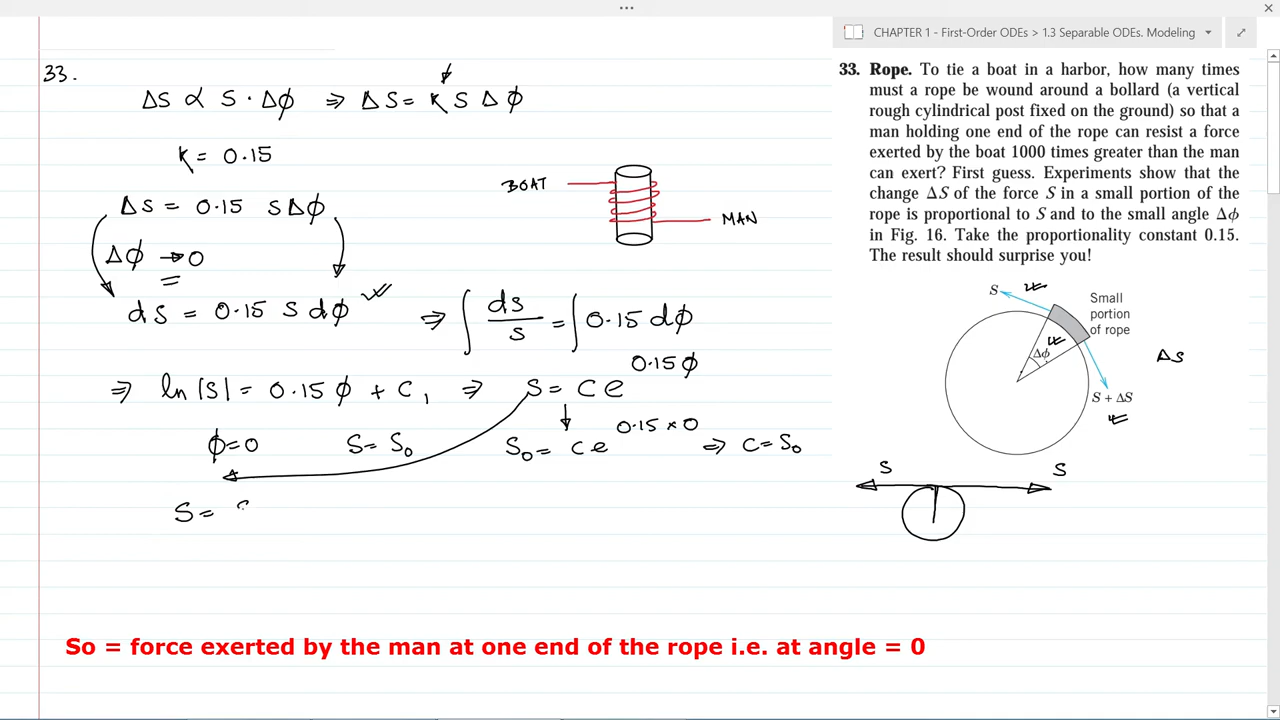 CHAPTER 1 - First-Order ODEs > 1.3 Separable ODEs. Modeling
33.
ΔS ∝ S · Δϕ ⇒ ΔS = K S Δϕ
K = 0.15
ΔS = 0.15 S Δϕ
Δϕ → 0
dS = 0.15 S dϕ ⇒ ∫ dS/S = ∫ 0.15 dϕ
⇒ ln |S| = 0.15 ϕ + C₁ ⇒ S = C e^0.15 ϕ
ϕ = 0 S = S₀ S₀ = C e^0.15 × 0 ⇒ C = S₀
S =
BOAT
MAN
33. Rope. To tie a boat in a harbor, how many times
must a rope be wound around a bollard (a vertical
rough cylindrical post fixed on the ground) so that a
man holding one end of the rope can resist a force
exerted by the boat 1000 times greater than the man
can exert? First guess. Experiments show that the
change ΔS of the force S in a small portion of the
rope is proportional to S and to the small angle Δϕ
in Fig. 16. Take the proportionality constant 0.15.
The result should surprise you!
S
Small
portion
of rope
Δϕ
ΔS
S + ΔS
S S
So = force exerted by the man at one end of the rope i.e. at angle = 0